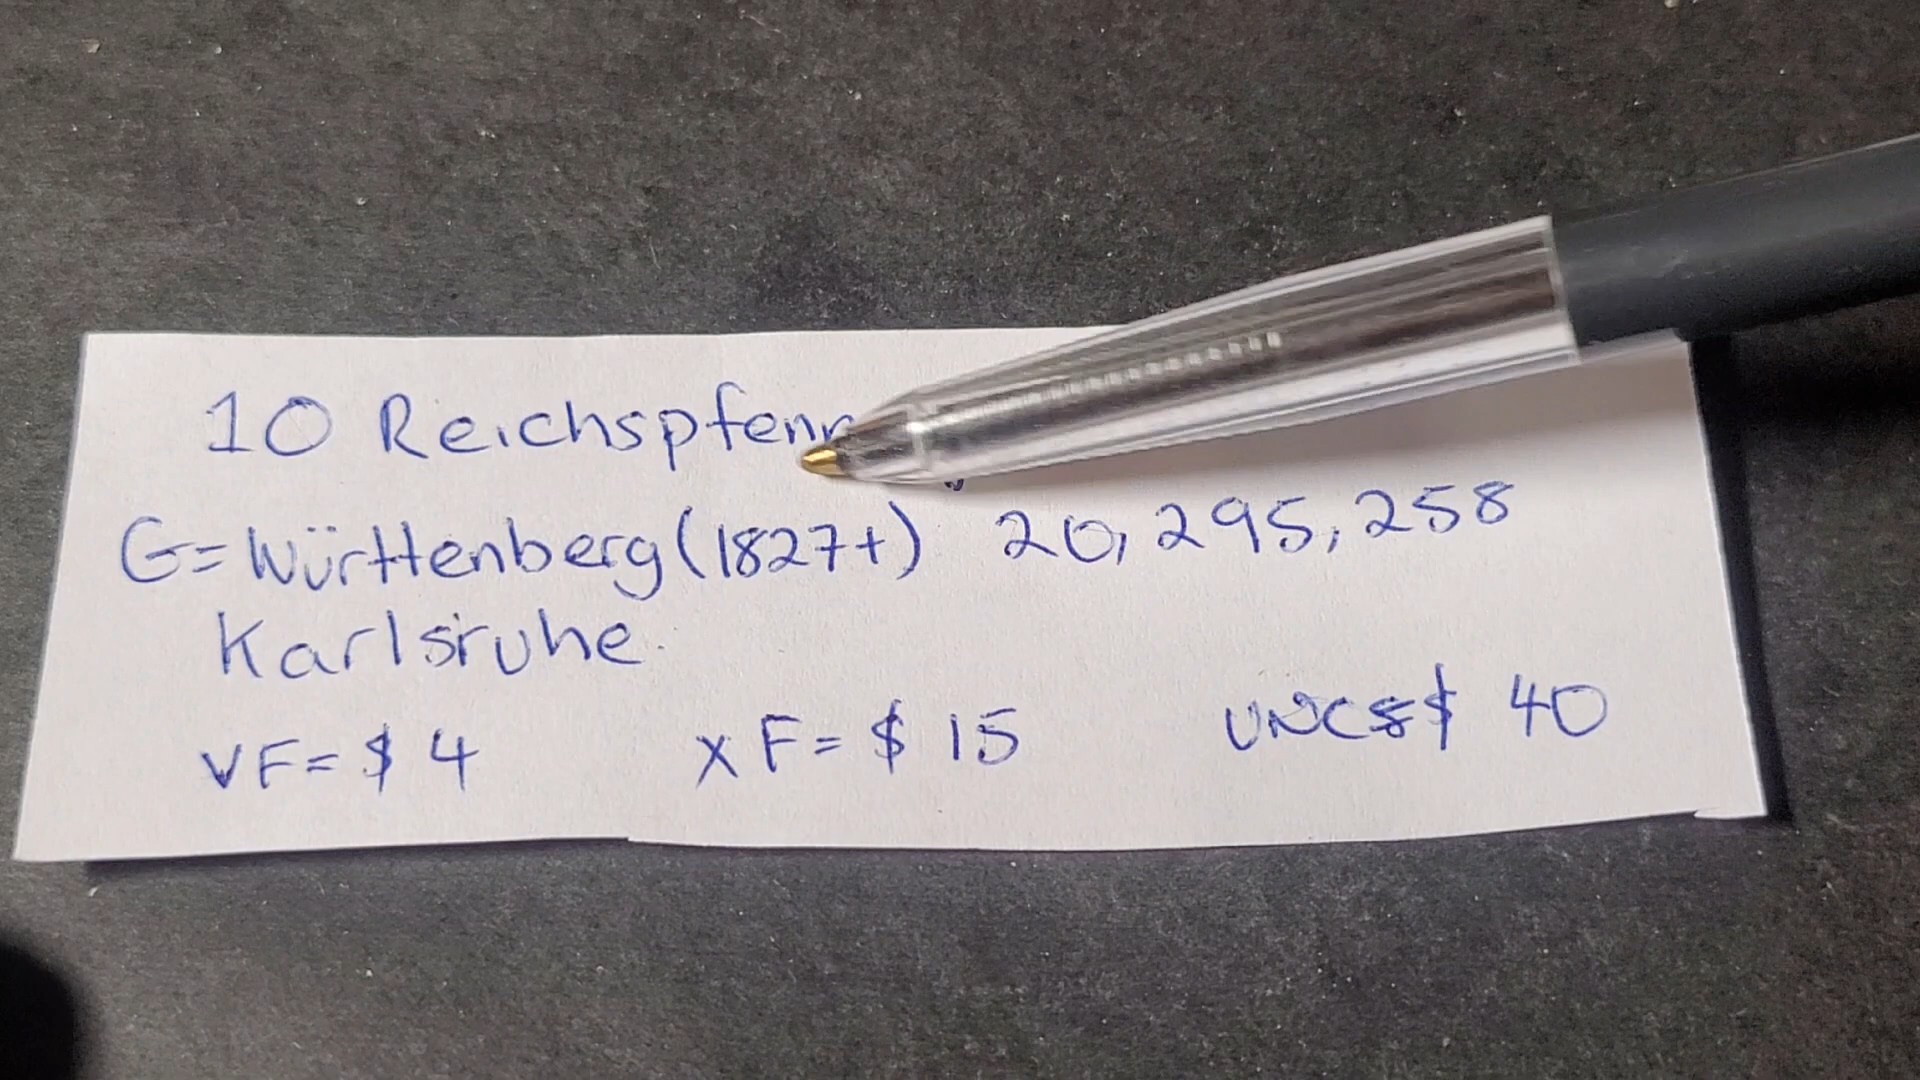 10 Reichspfenn
G=Württenberg (1827+) 20,295,258
Karlsruhe
VF= $ 4 XF= $ 15 UNC=$ 40